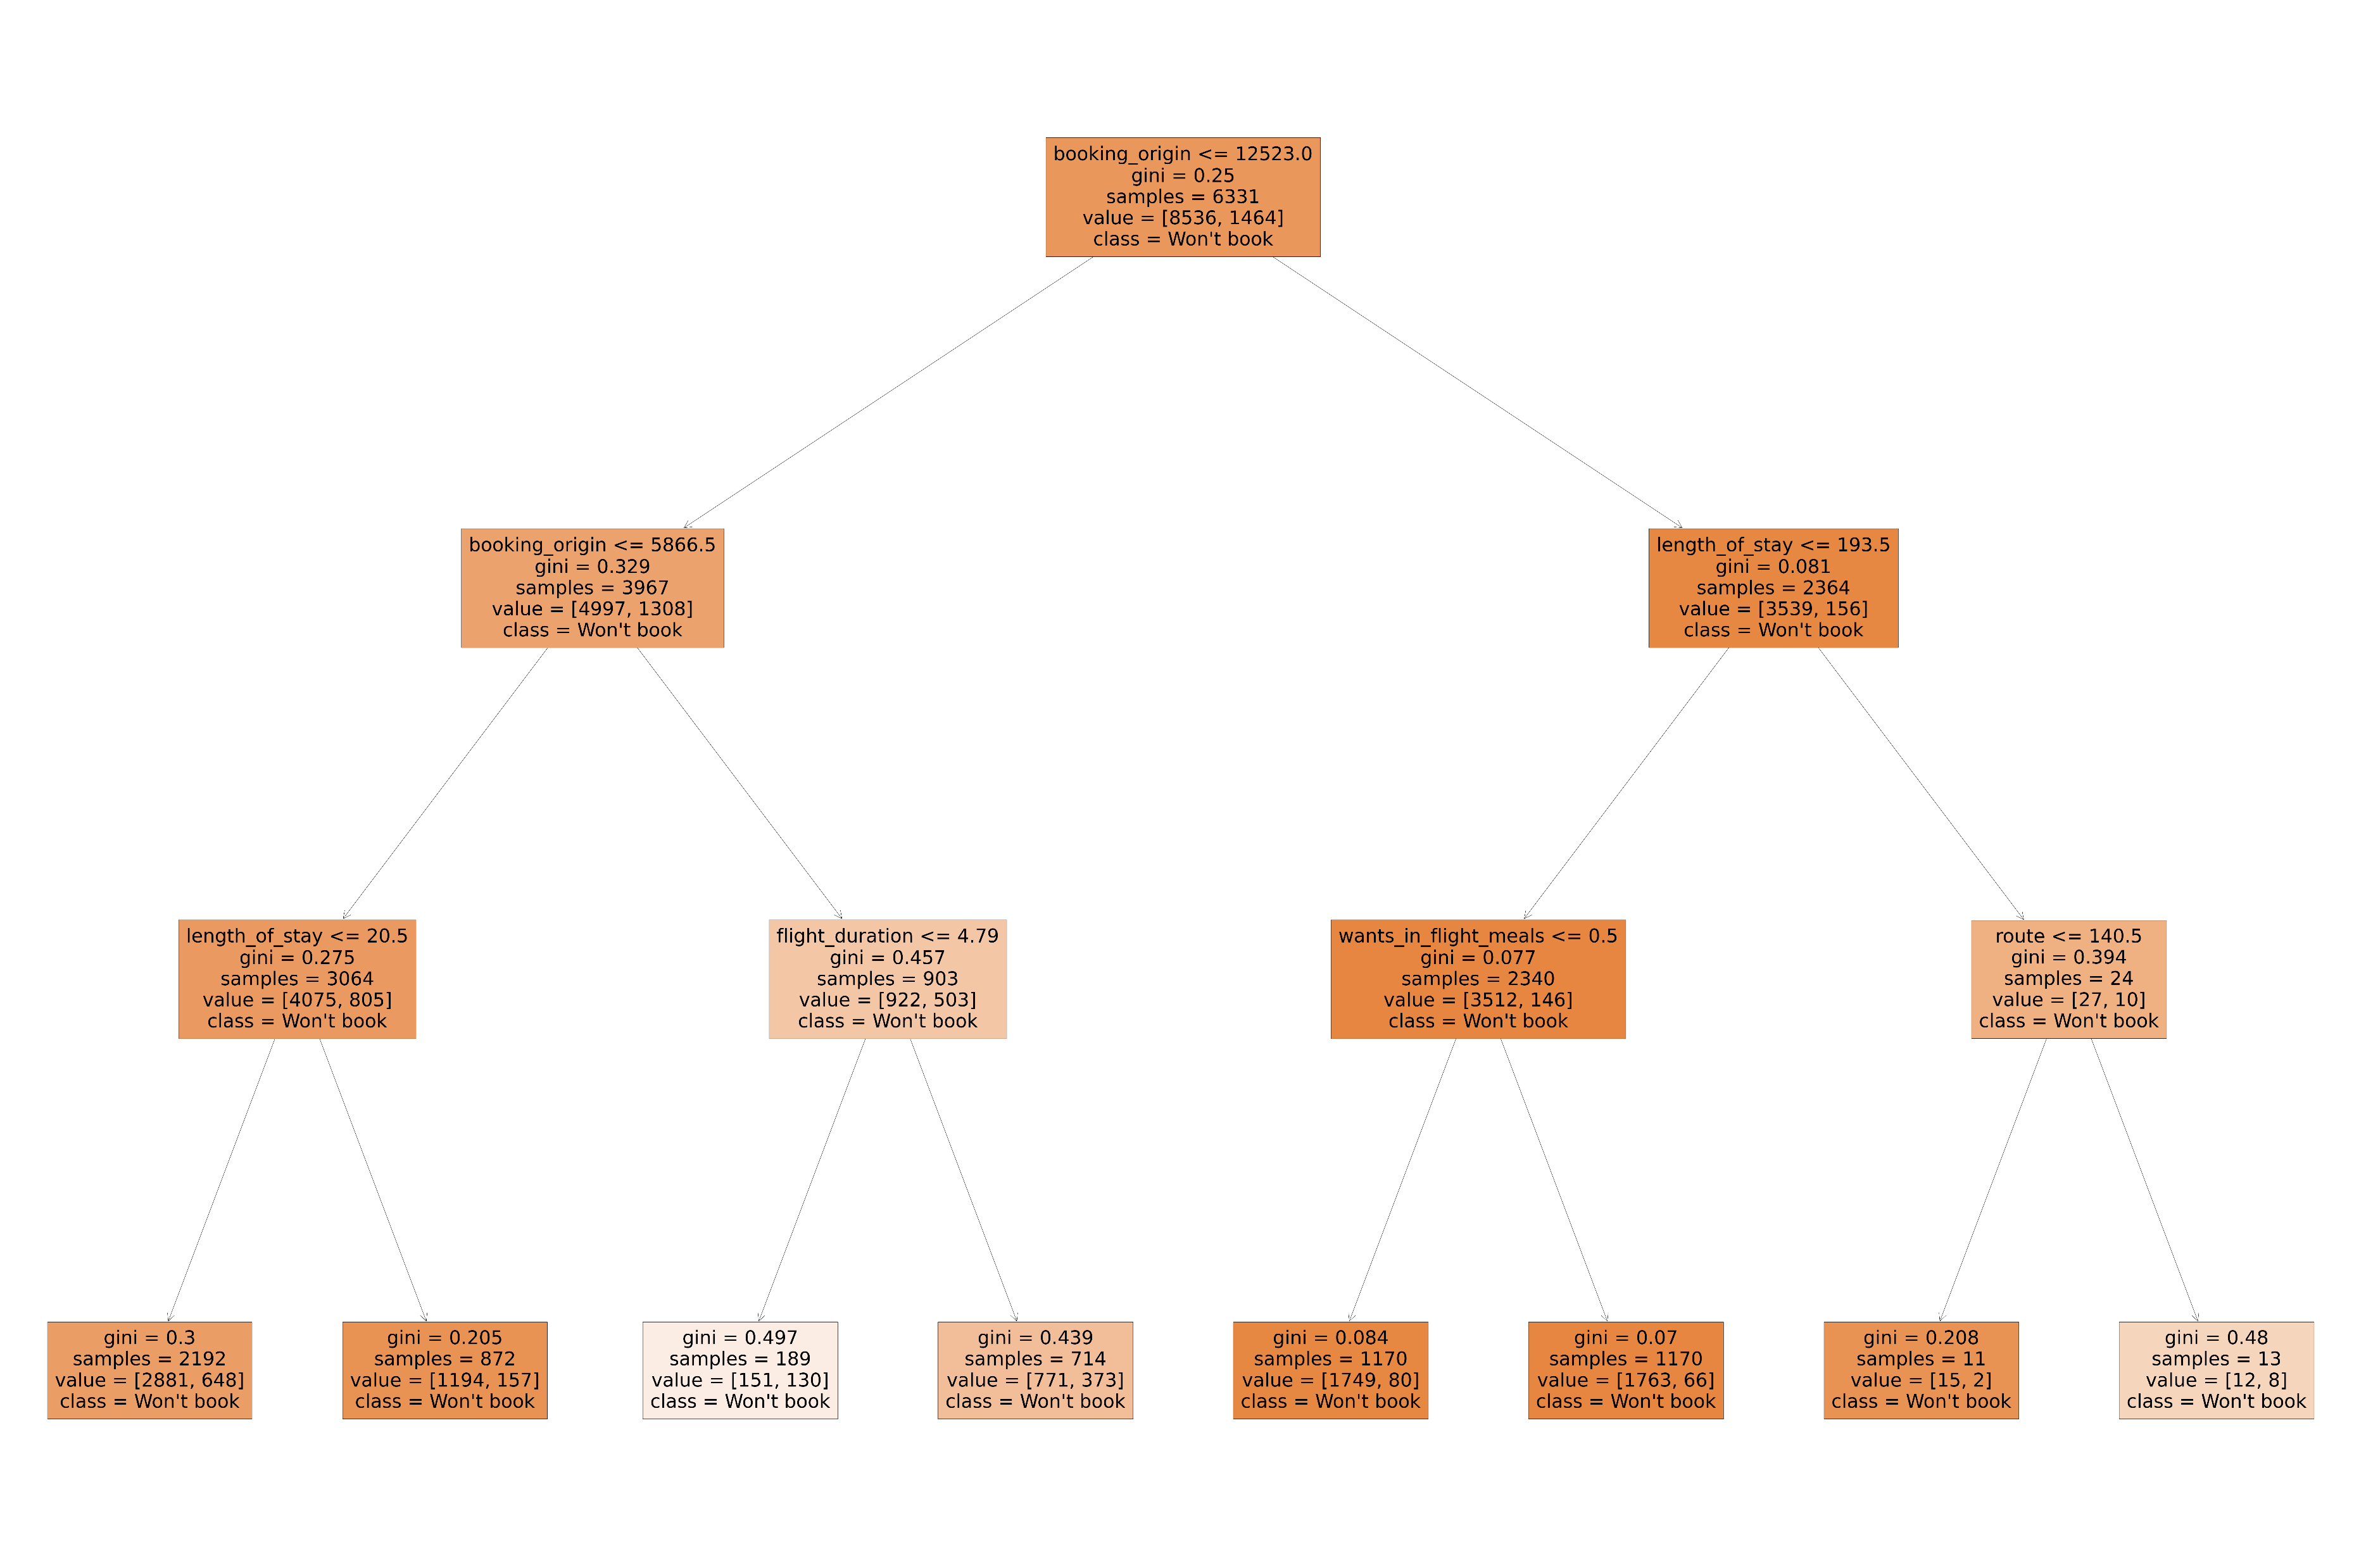 booking_origin <= 12523.0
gini = 0.25
samples = 6331
value = [8536, 1464]
class = Won't book
booking_origin <= 5866.5
gini = 0.329
samples = 3967
value = [4997, 1308]
class = Won't book
length_of_stay <= 193.5
gini = 0.081
samples = 2364
value = [3539, 156]
class = Won't book
length_of_stay <= 20.5
gini = 0.275
samples = 3064
value = [4075, 805]
class = Won't book
flight_duration <= 4.79
gini = 0.457
samples = 903
value = [922, 503]
class = Won't book
wants_in_flight_meals <= 0.5
gini = 0.077
samples = 2340
value = [3512, 146]
class = Won't book
route <= 140.5
gini = 0.394
samples = 24
value = [27, 10]
class = Won't book
gini = 0.3
samples = 2192
value = [2881, 648]
class = Won't book
gini = 0.205
samples = 872
value = [1194, 157]
class = Won't book
gini = 0.497
samples = 189
value = [151, 130]
class = Won't book
gini = 0.439
samples = 714
value = [771, 373]
class = Won't book
gini = 0.084
samples = 1170
value = [1749, 80]
class = Won't book
gini = 0.07
samples = 1170
value = [1763, 66]
class = Won't book
gini = 0.208
samples = 11
value = [15, 2]
class = Won't book
gini = 0.48
samples = 13
value = [12, 8]
class = Won't book